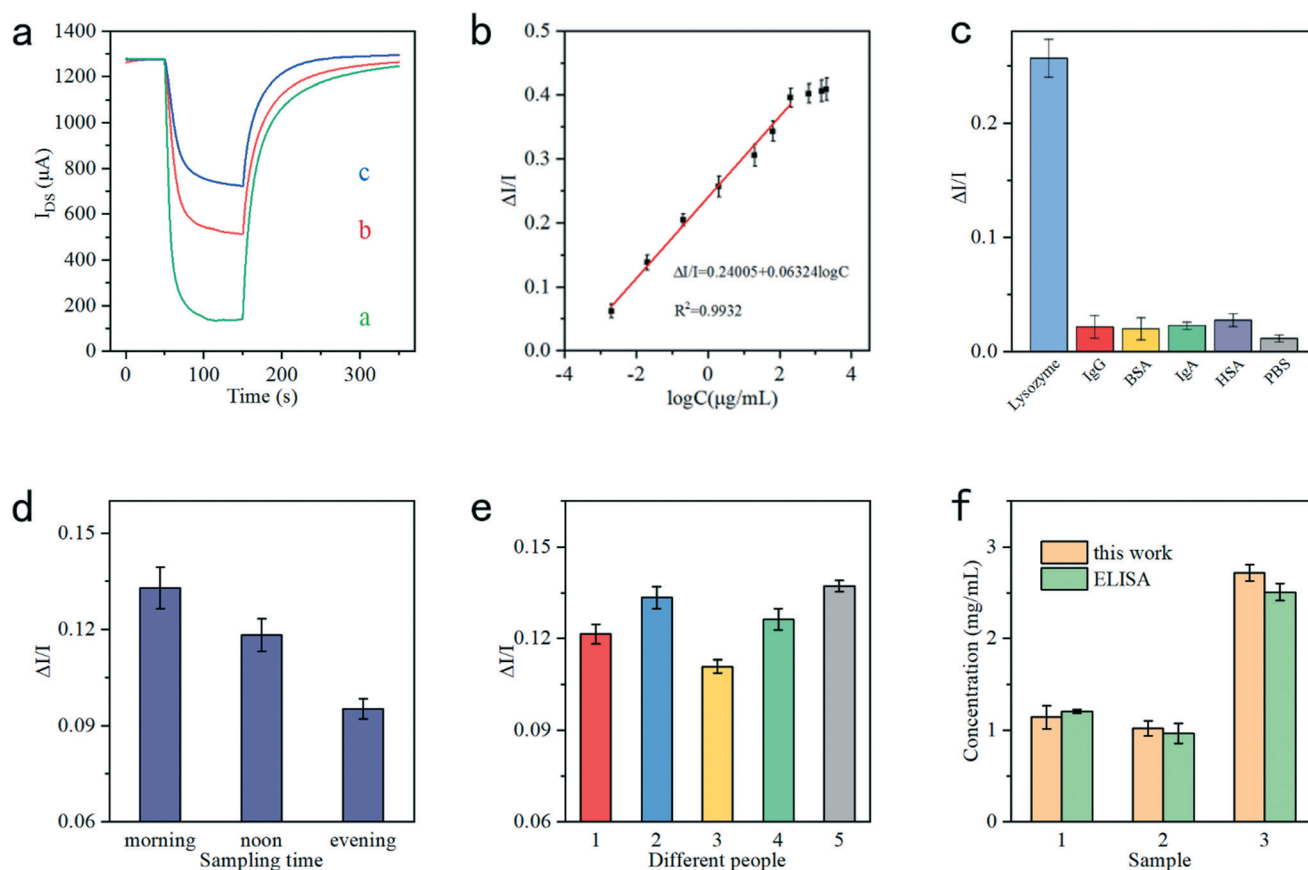 a
1400
1200
1000
800
600
400
200
0
I_DS (μA)
c
b
a
0 100 200 300
Time (s)
b
0.5
0.4
0.3
0.2
0.1
0.0
ΔI/I
ΔI/I=0.24005+0.06324logC
R²=0.9932
-4 -2 0 2 4
logC(μg/mL)
c
0.2
0.1
0.0
ΔI/I
Lysozyme
IgG
BSA
IgA
HSA
PBS
d
0.15
0.12
0.09
0.06
ΔI/I
morning noon evening
Sampling time
e
0.15
0.12
0.09
0.06
ΔI/I
1 2 3 4 5
Different people
f
3
2
1
0
Concentration (mg/mL)
this work
ELISA
1 2 3
Sample